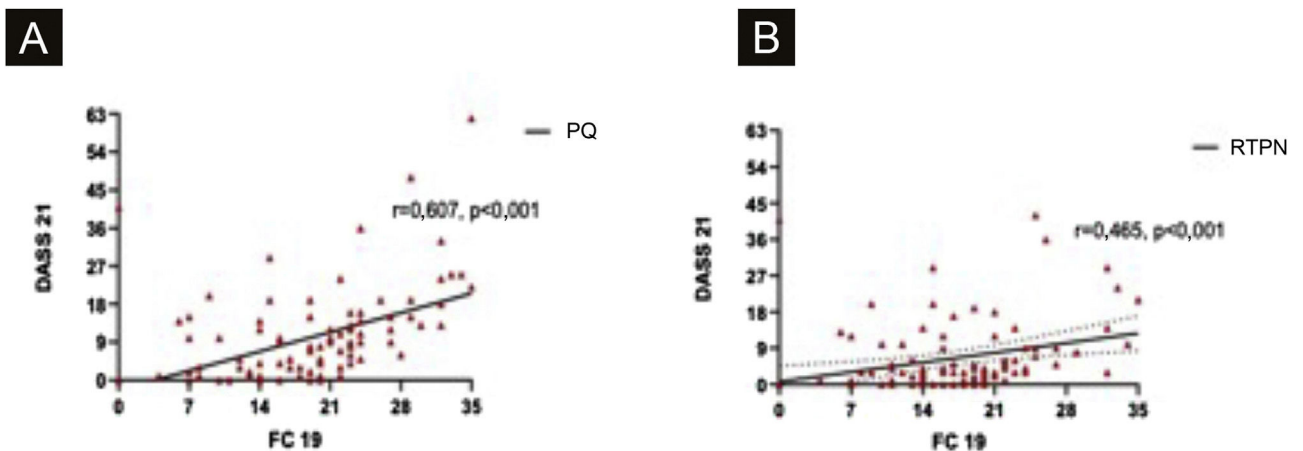 A
63
54
45
36
27
18
9
0
DASS 21
0 7 14 21 28 35
FC 19
PQ
r=0,607, p<0,001
B
63
54
45
36
27
18
9
0
DASS 21
0 7 14 21 28 35
FC 19
RTPN
r=0,465, p<0,001